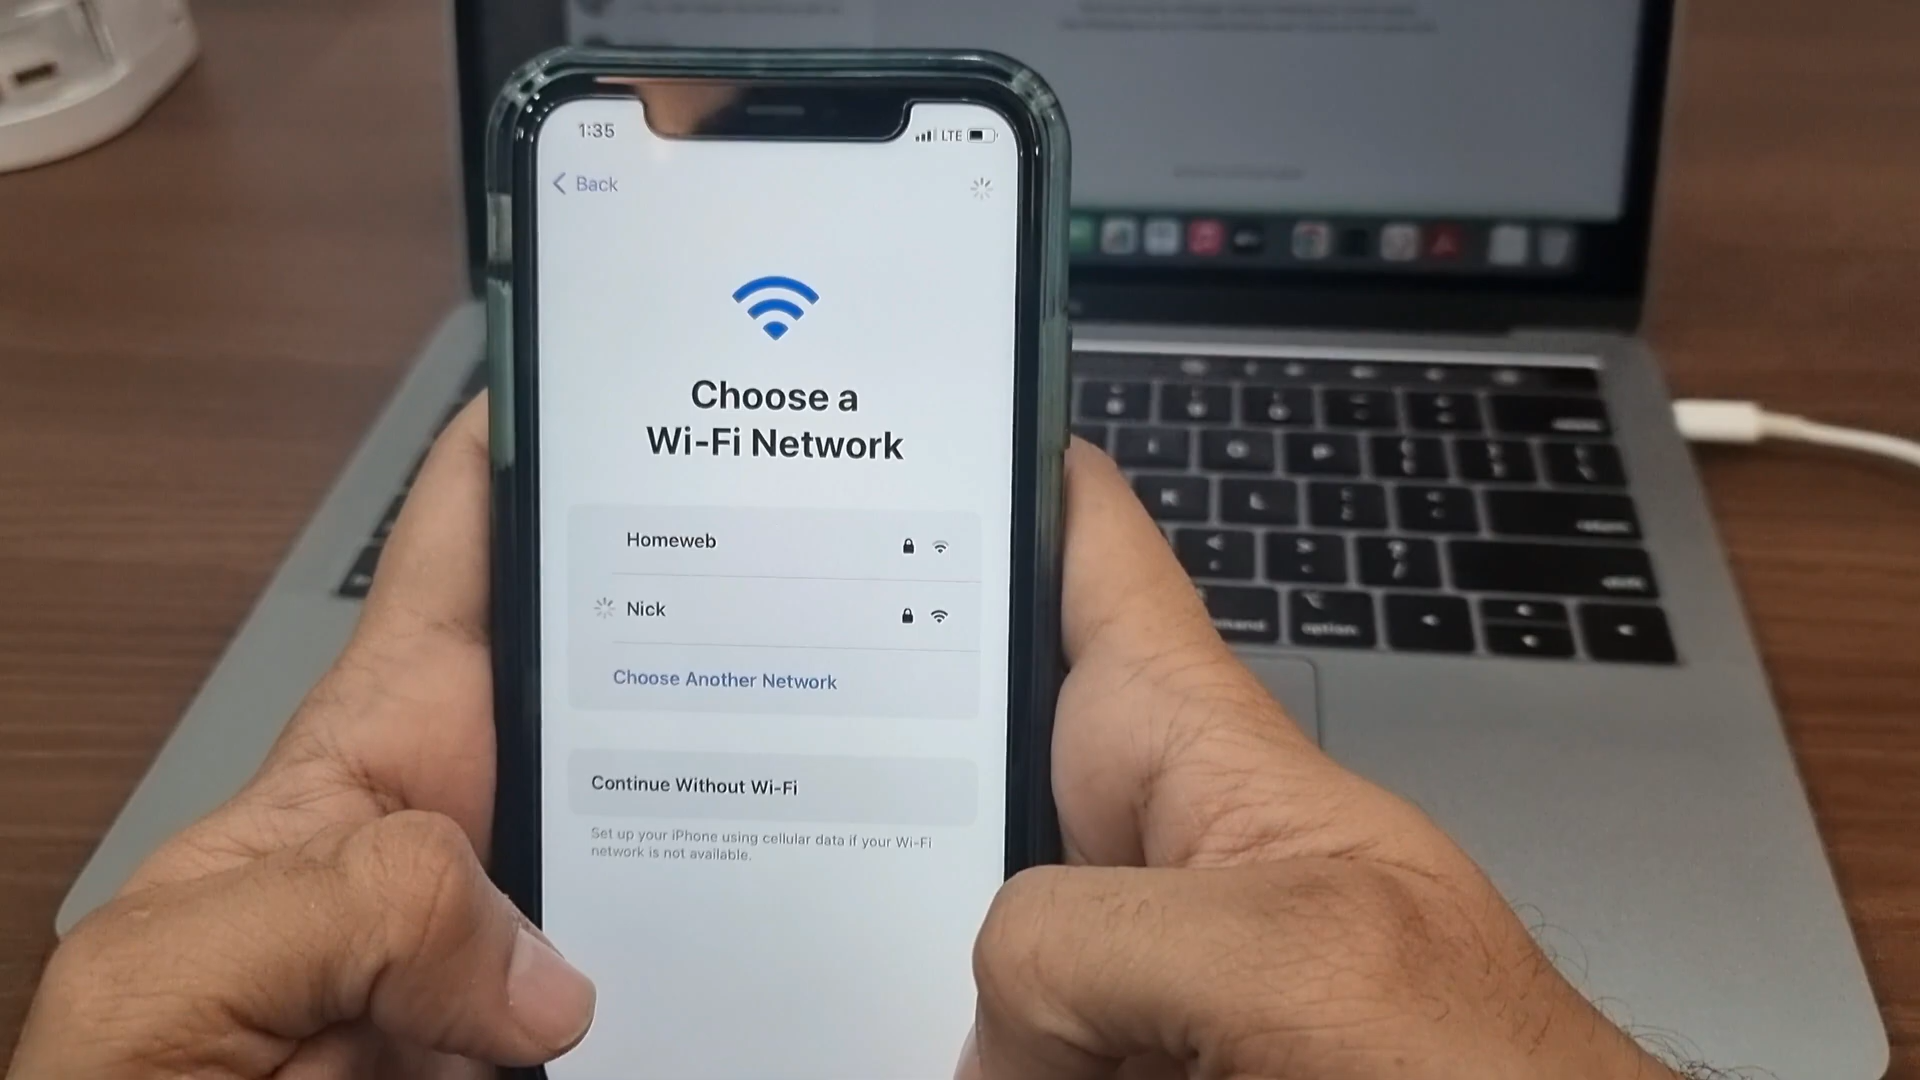 1:35
LTE
Back
Choose a
Wi-Fi Network
Homeweb
Nick
Choose Another Network
Continue Without Wi-Fi
Set up your iPhone using cellular data if your Wi-Fi
network is not available.
K
L
option